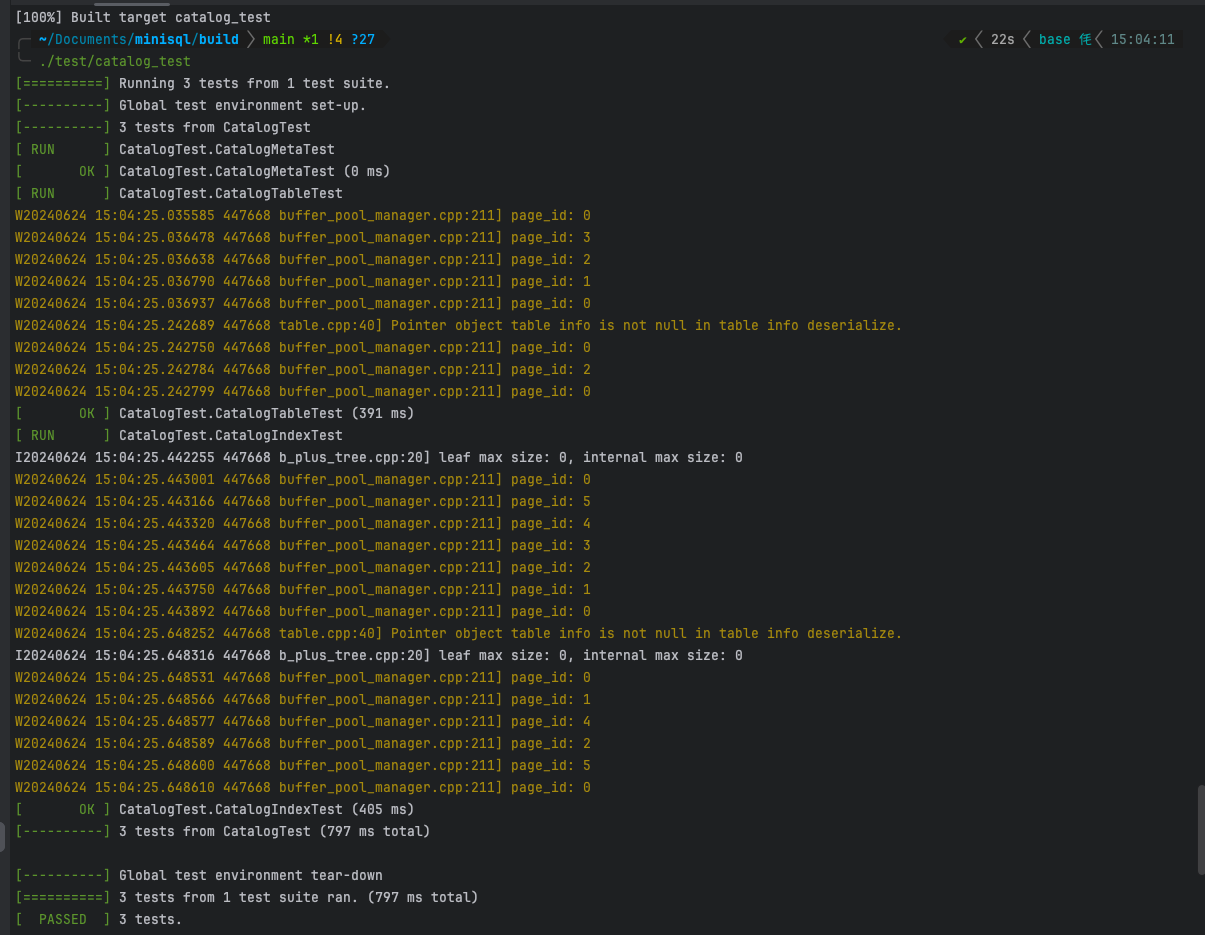 [100%] Built target catalog_test
~/Documents/minisql/build main *1 !4 ?27 ✔ 22s base 15:04:11
./test/catalog_test
[==========] Running 3 tests from 1 test suite.
[----------] Global test environment set-up.
[----------] 3 tests from CatalogTest
[ RUN      ] CatalogTest.CatalogMetaTest
[       OK ] CatalogTest.CatalogMetaTest (0 ms)
[ RUN      ] CatalogTest.CatalogTableTest
W20240624 15:04:25.035585 447668 buffer_pool_manager.cpp:211] page_id: 0
W20240624 15:04:25.036478 447668 buffer_pool_manager.cpp:211] page_id: 3
W20240624 15:04:25.036638 447668 buffer_pool_manager.cpp:211] page_id: 2
W20240624 15:04:25.036790 447668 buffer_pool_manager.cpp:211] page_id: 1
W20240624 15:04:25.036937 447668 buffer_pool_manager.cpp:211] page_id: 0
W20240624 15:04:25.242689 447668 table.cpp:40] Pointer object table info is not null in table info deserialize.
W20240624 15:04:25.242750 447668 buffer_pool_manager.cpp:211] page_id: 0
W20240624 15:04:25.242784 447668 buffer_pool_manager.cpp:211] page_id: 2
W20240624 15:04:25.242799 447668 buffer_pool_manager.cpp:211] page_id: 0
[       OK ] CatalogTest.CatalogTableTest (391 ms)
[ RUN      ] CatalogTest.CatalogIndexTest
I20240624 15:04:25.442255 447668 b_plus_tree.cpp:20] leaf max size: 0, internal max size: 0
W20240624 15:04:25.443001 447668 buffer_pool_manager.cpp:211] page_id: 0
W20240624 15:04:25.443166 447668 buffer_pool_manager.cpp:211] page_id: 5
W20240624 15:04:25.443320 447668 buffer_pool_manager.cpp:211] page_id: 4
W20240624 15:04:25.443464 447668 buffer_pool_manager.cpp:211] page_id: 3
W20240624 15:04:25.443605 447668 buffer_pool_manager.cpp:211] page_id: 2
W20240624 15:04:25.443750 447668 buffer_pool_manager.cpp:211] page_id: 1
W20240624 15:04:25.443892 447668 buffer_pool_manager.cpp:211] page_id: 0
W20240624 15:04:25.648252 447668 table.cpp:40] Pointer object table info is not null in table info deserialize.
I20240624 15:04:25.648316 447668 b_plus_tree.cpp:20] leaf max size: 0, internal max size: 0
W20240624 15:04:25.648531 447668 buffer_pool_manager.cpp:211] page_id: 0
W20240624 15:04:25.648566 447668 buffer_pool_manager.cpp:211] page_id: 1
W20240624 15:04:25.648577 447668 buffer_pool_manager.cpp:211] page_id: 4
W20240624 15:04:25.648589 447668 buffer_pool_manager.cpp:211] page_id: 2
W20240624 15:04:25.648600 447668 buffer_pool_manager.cpp:211] page_id: 5
W20240624 15:04:25.648610 447668 buffer_pool_manager.cpp:211] page_id: 0
[       OK ] CatalogTest.CatalogIndexTest (405 ms)
[----------] 3 tests from CatalogTest (797 ms total)
[----------] Global test environment tear-down
[==========] 3 tests from 1 test suite ran. (797 ms total)
[  PASSED  ] 3 tests.